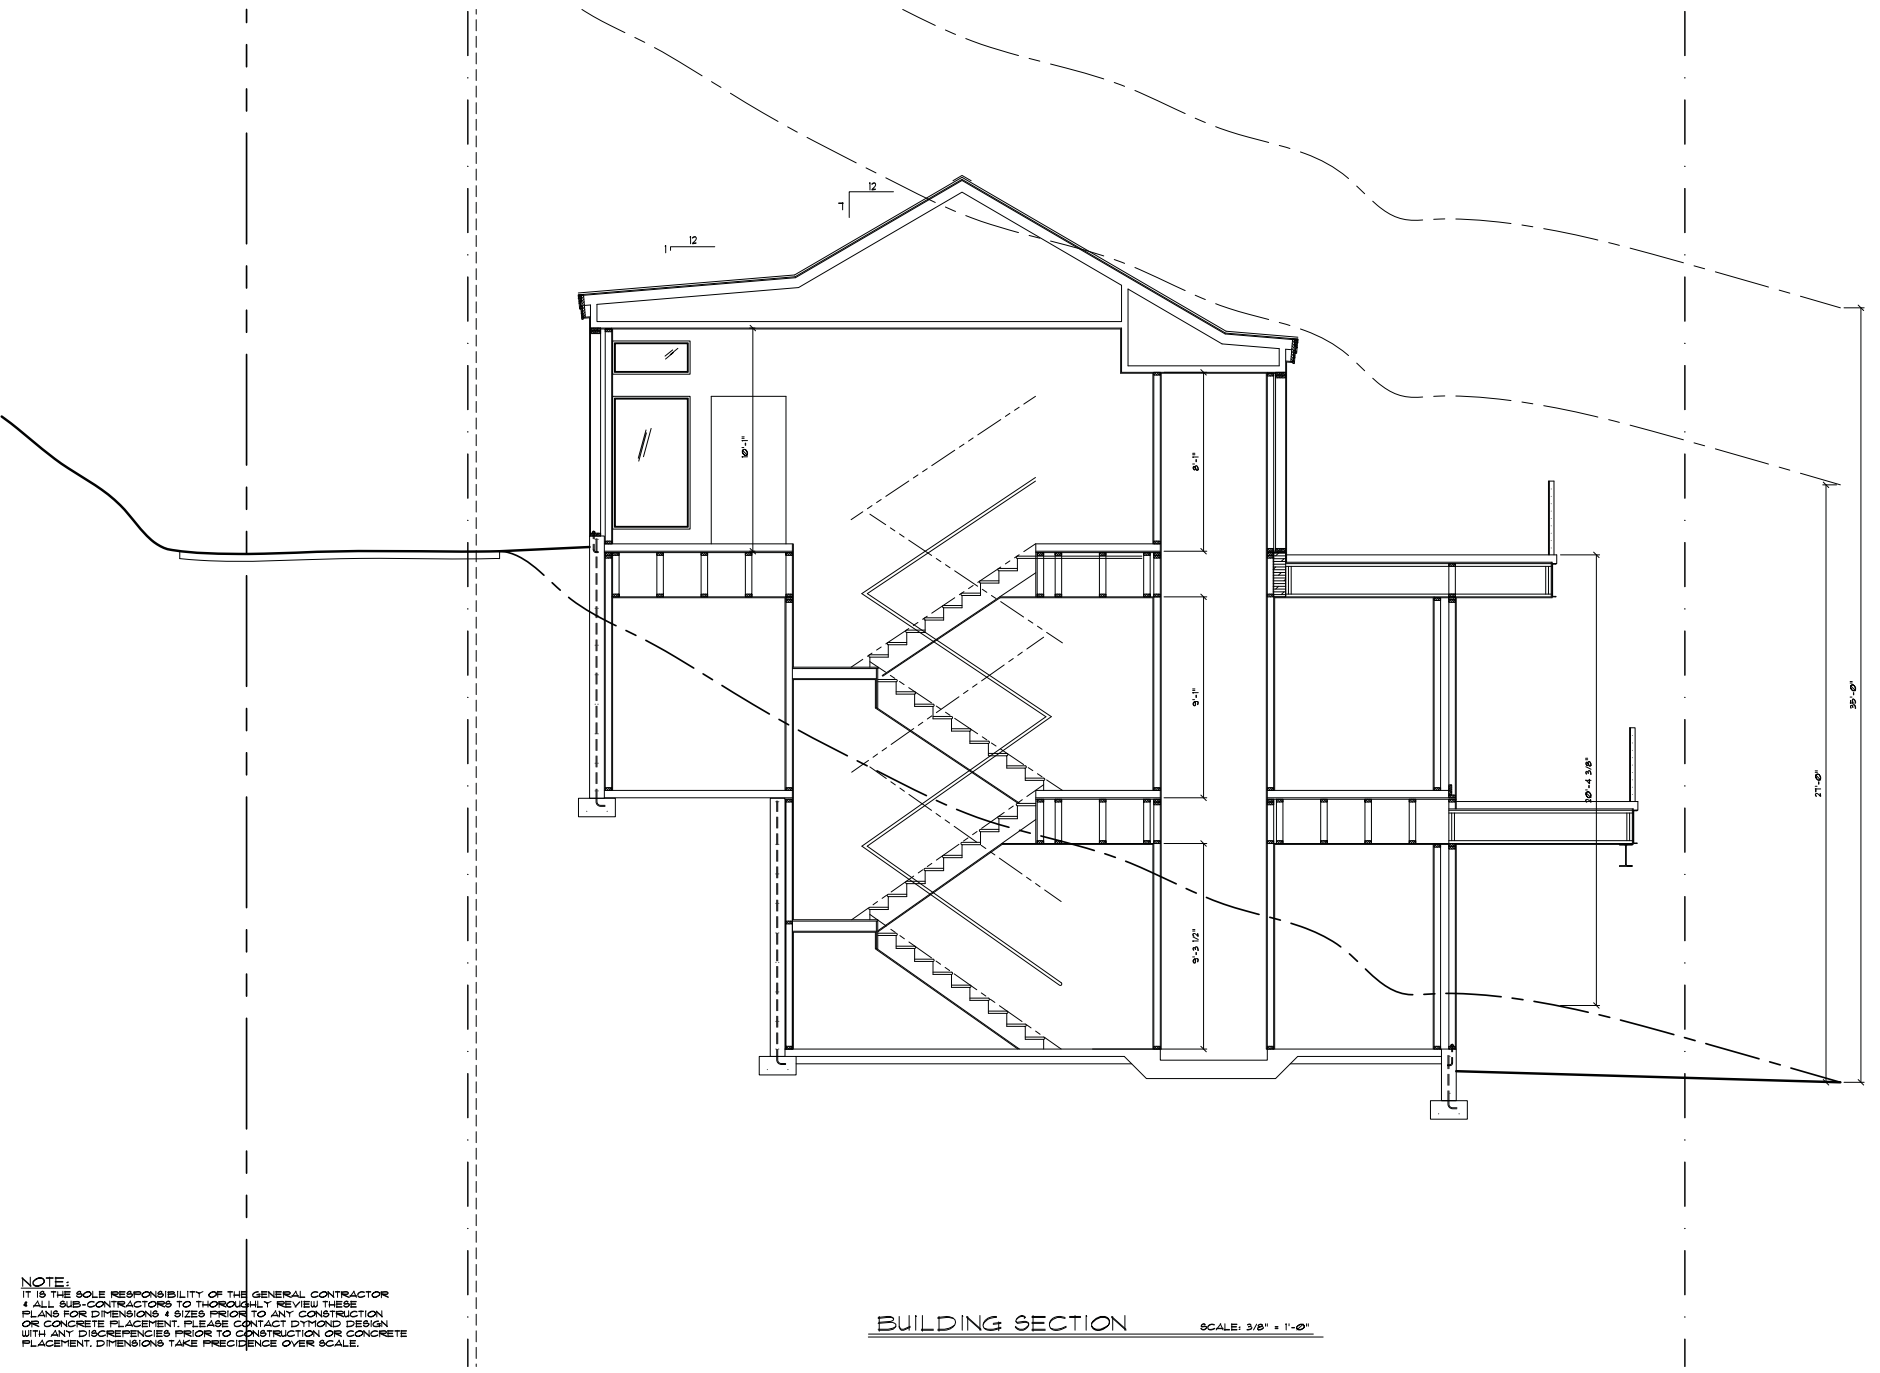 12
7
12
1
10'-1"
8'-1"
9'-1"
9'-3 1/2"
20'-4 3/8"
27'-0"
35'-0"
NOTE:
IT IS THE SOLE RESPONSIBILITY OF THE GENERAL CONTRACTOR
& ALL SUB-CONTRACTORS TO THOROUGHLY REVIEW THESE
PLANS FOR DIMENSIONS & SIZES PRIOR TO ANY CONSTRUCTION
OR CONCRETE PLACEMENT. PLEASE CONTACT DYMOND DESIGN
WITH ANY DISCREPENCIES PRIOR TO CONSTRUCTION OR CONCRETE
PLACEMENT. DIMENSIONS TAKE PRECIDENCE OVER SCALE.
BUILDING SECTION
SCALE: 3/8" = 1'-0"